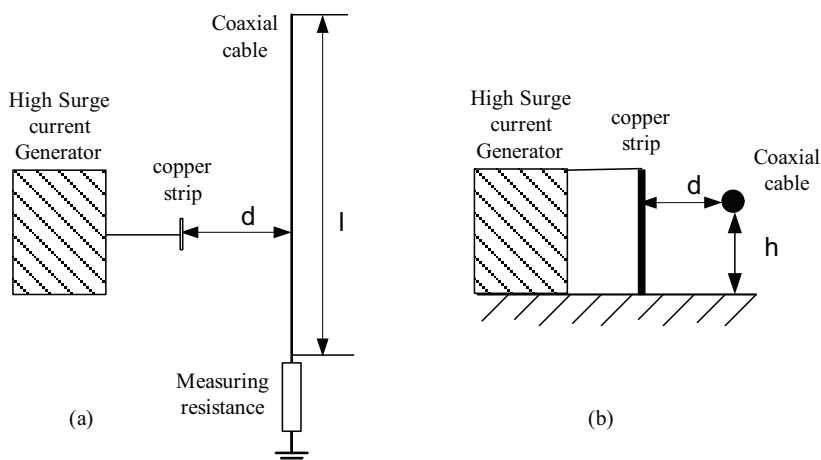 Coaxial
cable
High Surge
current
Generator
copper
strip
d
l
Measuring
resistance
(a)
High Surge
current
Generator
copper
strip
Coaxial
cable
d
h
(b)